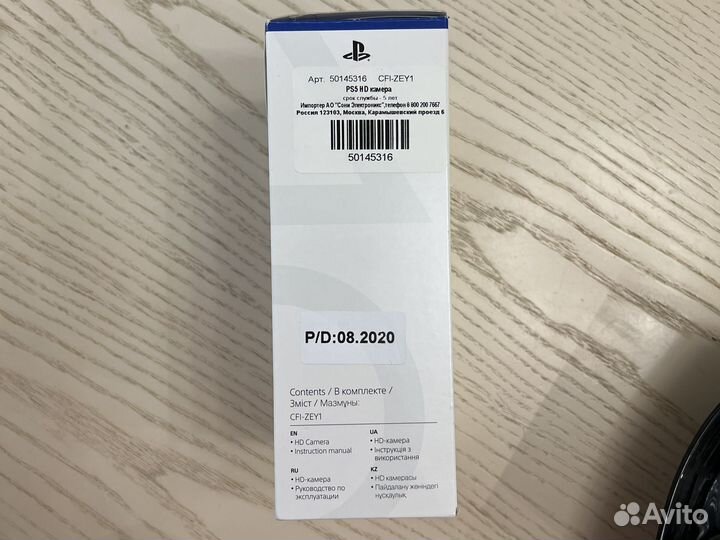 Арт. 50145316 CFI-ZEY1
PS5 HD камера
срок службы - 5 лет
Импортер АО "Сони Электроникс",телефон 8 800 200 7667
Россия 123103, Москва, Карамышевский проезд 6
50145316
P/D:08.2020
Contents / В комплекте /
Зміст / Мазмұны:
CFI-ZEY1
EN
• HD Camera
• Instruction manual
UA
• HD-камера
• Інструкція з
використання
RU
• HD-камера
• Руководство по
эксплуатации
KZ
• HD камерасы
• Пайдалану жөніндегі
нұсқаулық
Avito